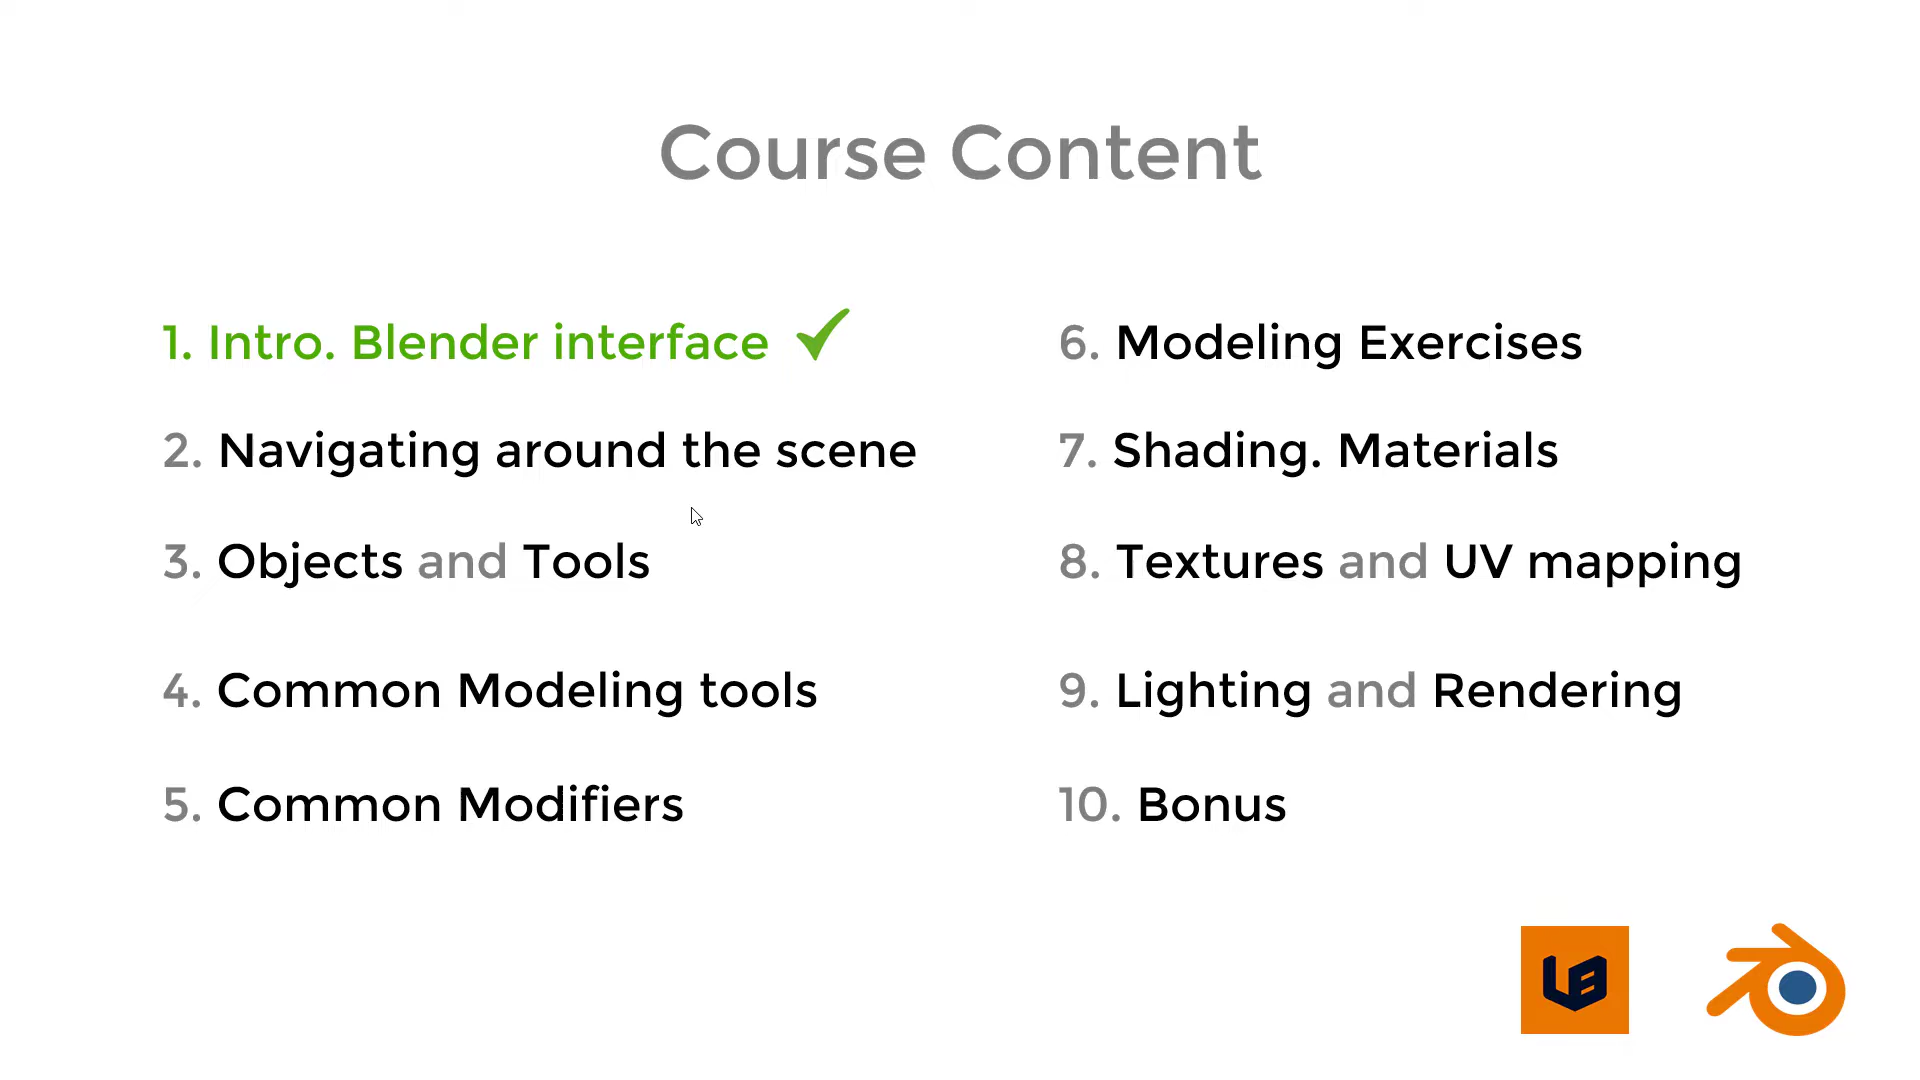 Course Content
1. Intro. Blender interface
2. Navigating around the scene
3. Objects and Tools
4. Common Modeling tools
5. Common Modifiers
6. Modeling Exercises
7. Shading. Materials
8. Textures and UV mapping
9. Lighting and Rendering
10. Bonus
LB